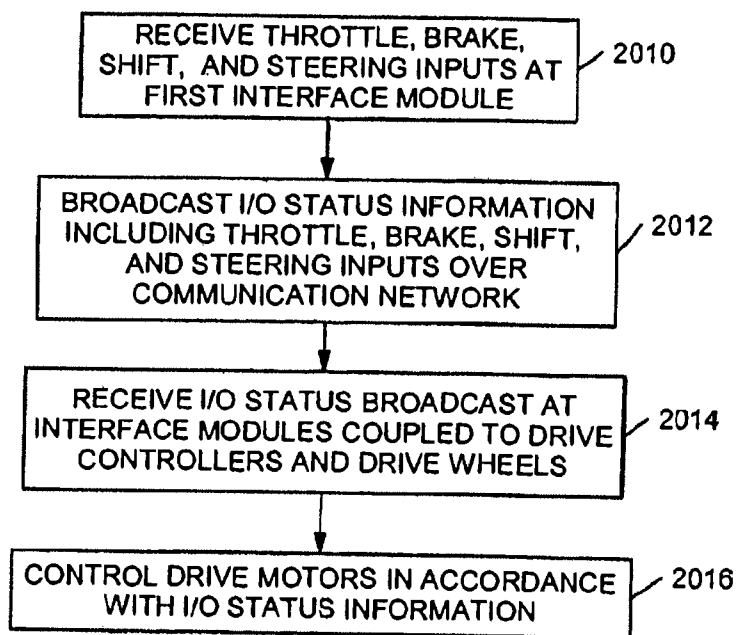 RECEIVE THROTTLE, BRAKE,
SHIFT, AND STEERING INPUTS AT
FIRST INTERFACE MODULE
2010
BROADCAST I/O STATUS INFORMATION
INCLUDING THROTTLE, BRAKE, SHIFT,
AND STEERING INPUTS OVER
COMMUNICATION NETWORK
2012
RECEIVE I/O STATUS BROADCAST AT
INTERFACE MODULES COUPLED TO DRIVE
CONTROLLERS AND DRIVE WHEELS
2014
CONTROL DRIVE MOTORS IN ACCORDANCE
WITH I/O STATUS INFORMATION
2016